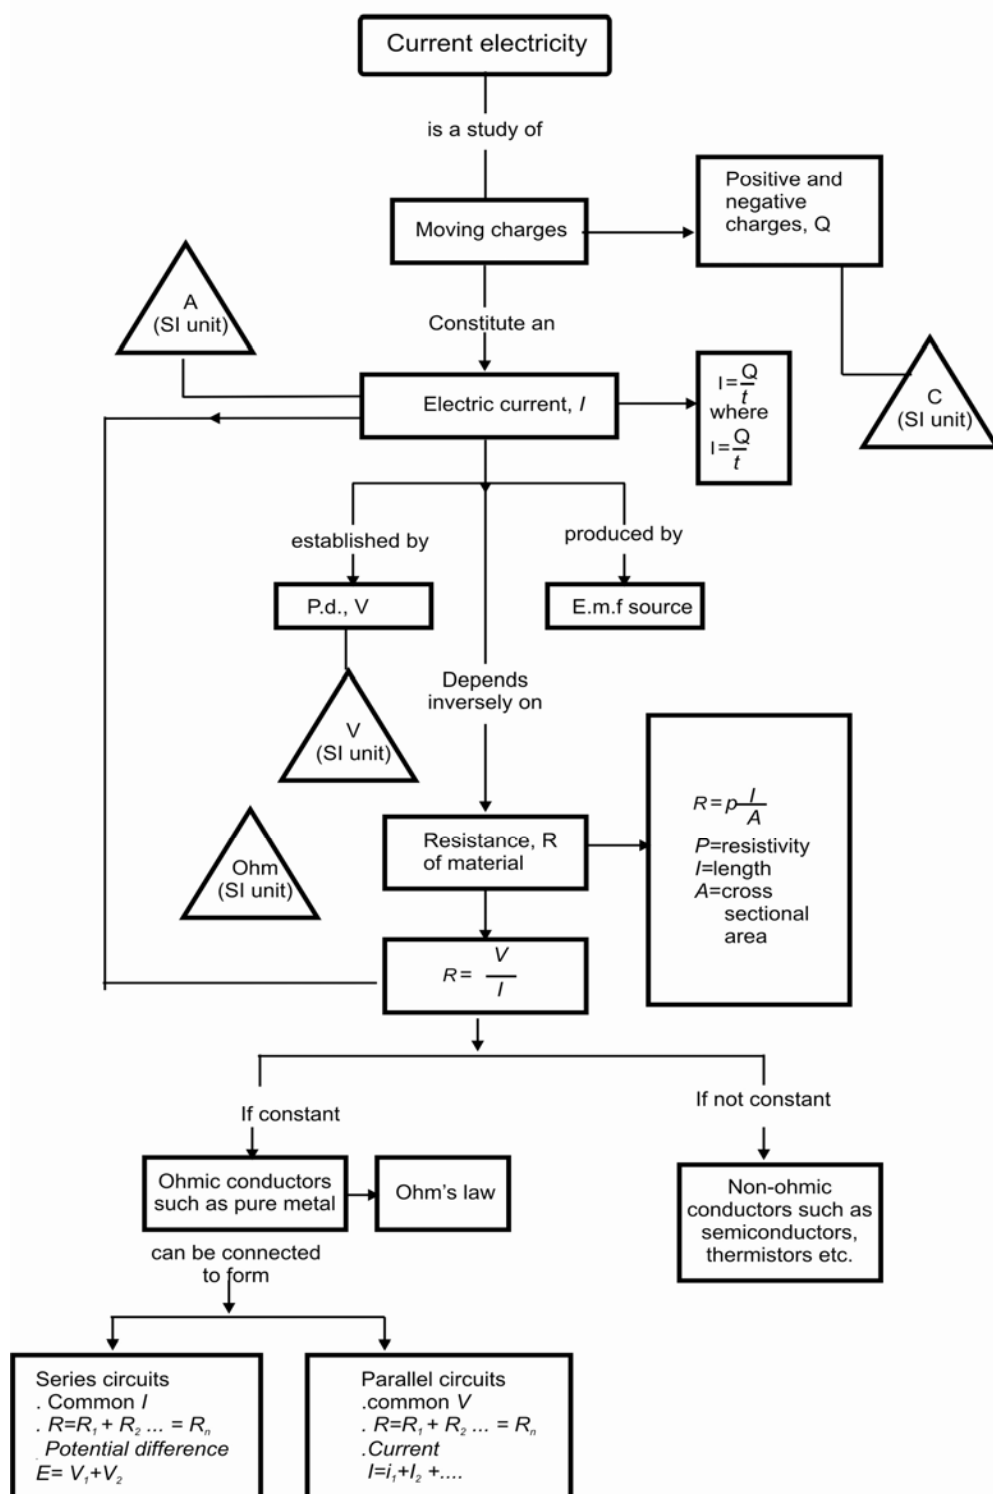 Current electricity
is a study of
Moving charges
Positive and
negative
charges, Q
A
(SI unit)
Constitute an
Electric current, I
I=Q/t
where
I=Q/t
C
(SI unit)
established by
produced by
P.d., V
E.m.f source
V
(SI unit)
Depends
inversely on
Ohm
(SI unit)
Resistance, R
of material
R=p l/A
P=resistivity
l=length
A=cross
sectional
area
R= V/I
If constant
If not constant
Ohmic conductors
such as pure metal
Ohm's law
Non-ohmic
conductors such as
semiconductors,
thermistors etc.
can be connected
to form
Series circuits
. Common I
. R=R₁ + R₂ ... = Rₙ
. Potential difference
E= V₁+V₂
Parallel circuits
.common V
. R=R₁ + R₂ ... = Rₙ
.Current
I=i₁+I₂ +....